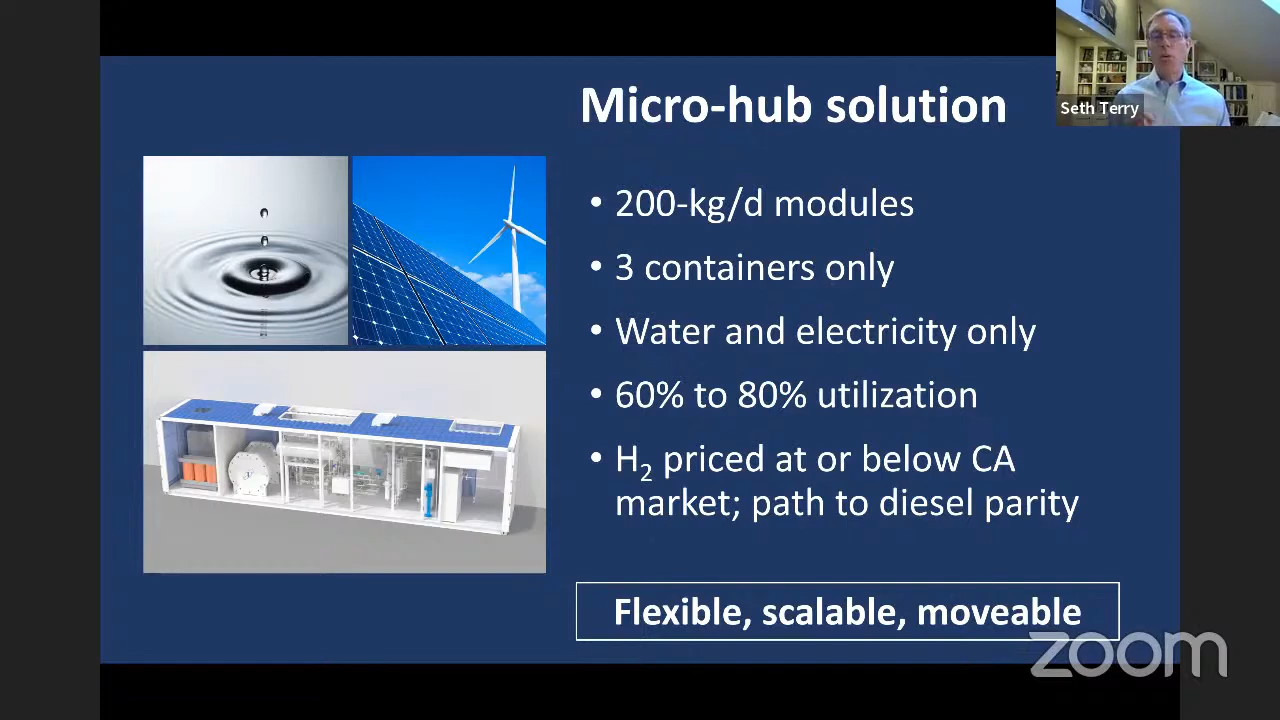 Seth Terry
Micro-hub solution
• 200-kg/d modules
• 3 containers only
• Water and electricity only
• 60% to 80% utilization
• H₂ priced at or below CA
market; path to diesel parity
Flexible, scalable, moveable
zoom